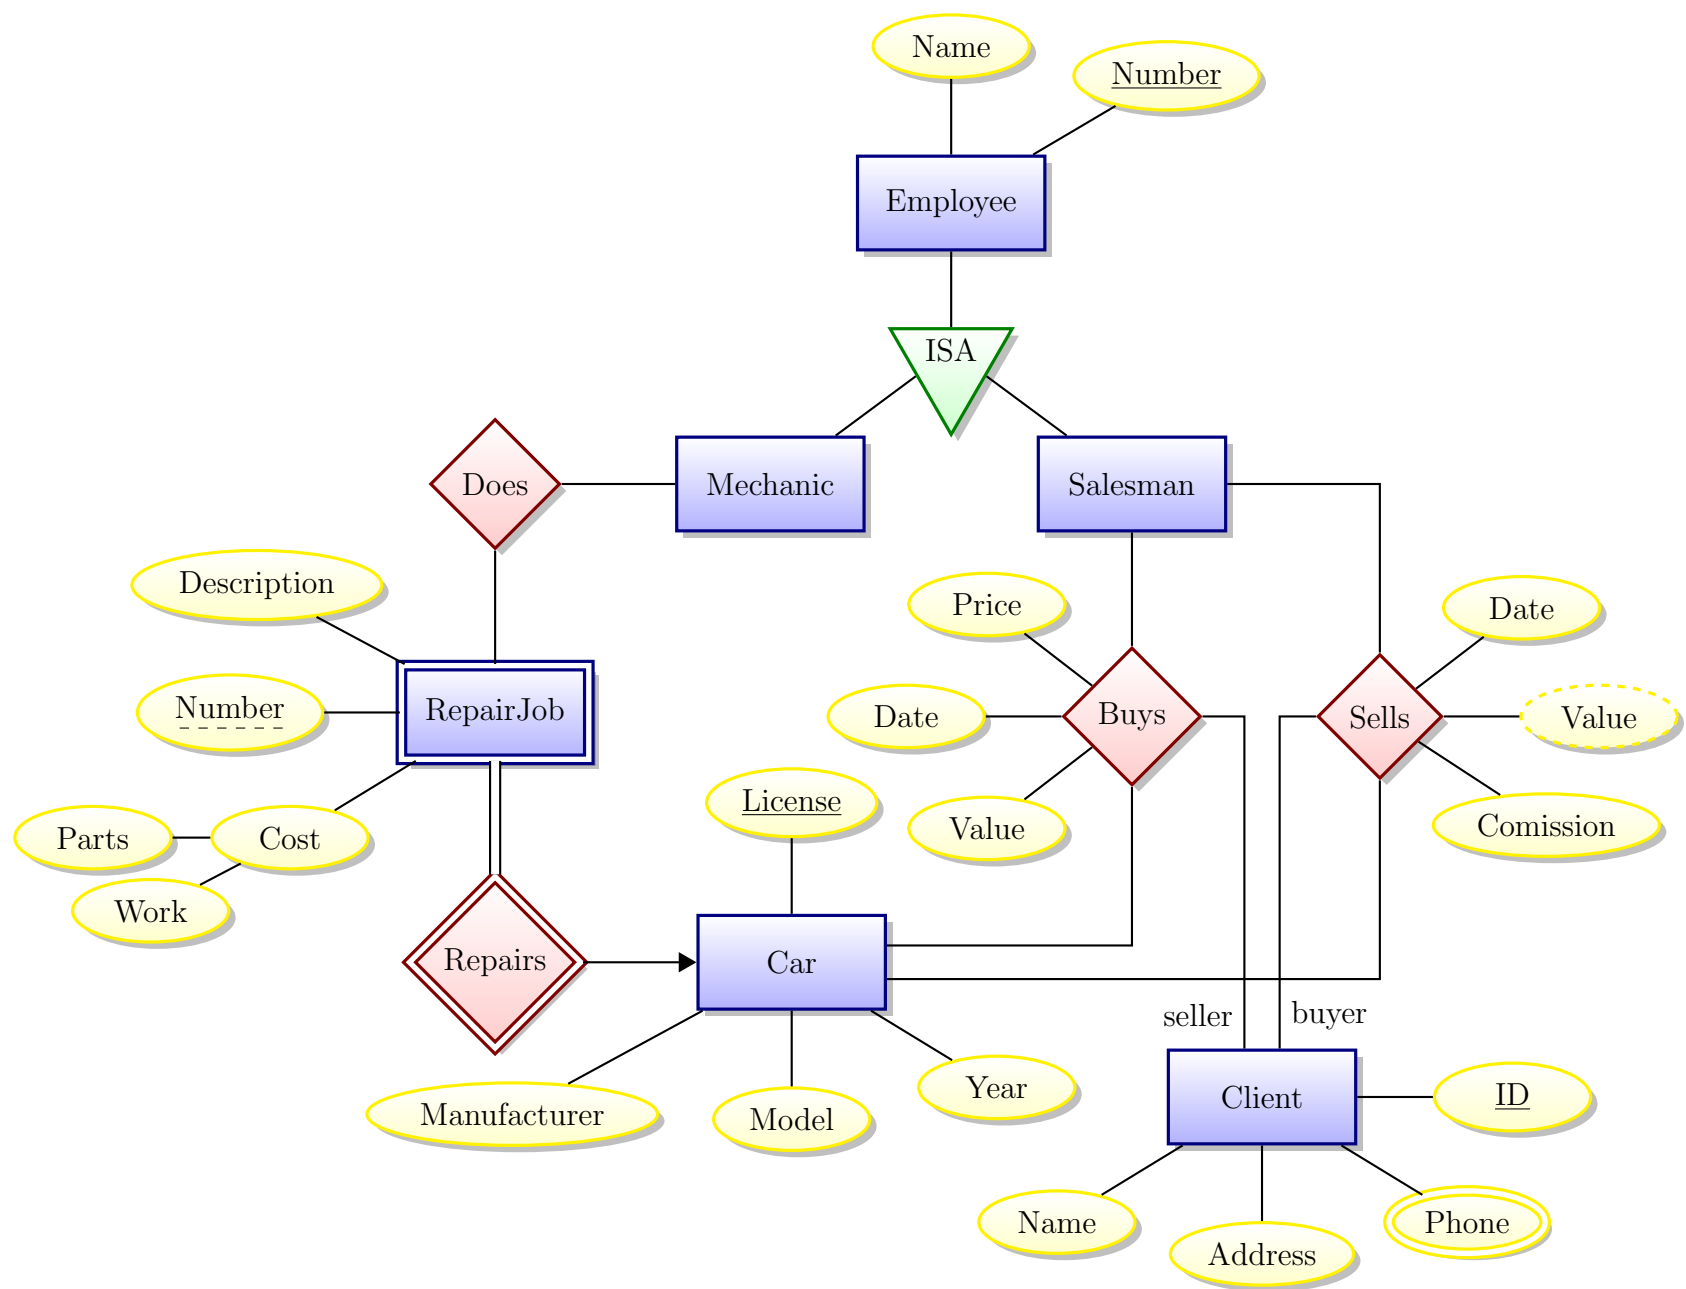 Name
Number
Employee
ISA
Does
Mechanic
Salesman
Description
Price
Date
Number
RepairJob
Date
Buys
Sells
Value
License
Value
Comission
Parts
Cost
Work
Repairs
Car
seller
buyer
Manufacturer
Model
Year
Client
ID
Name
Address
Phone